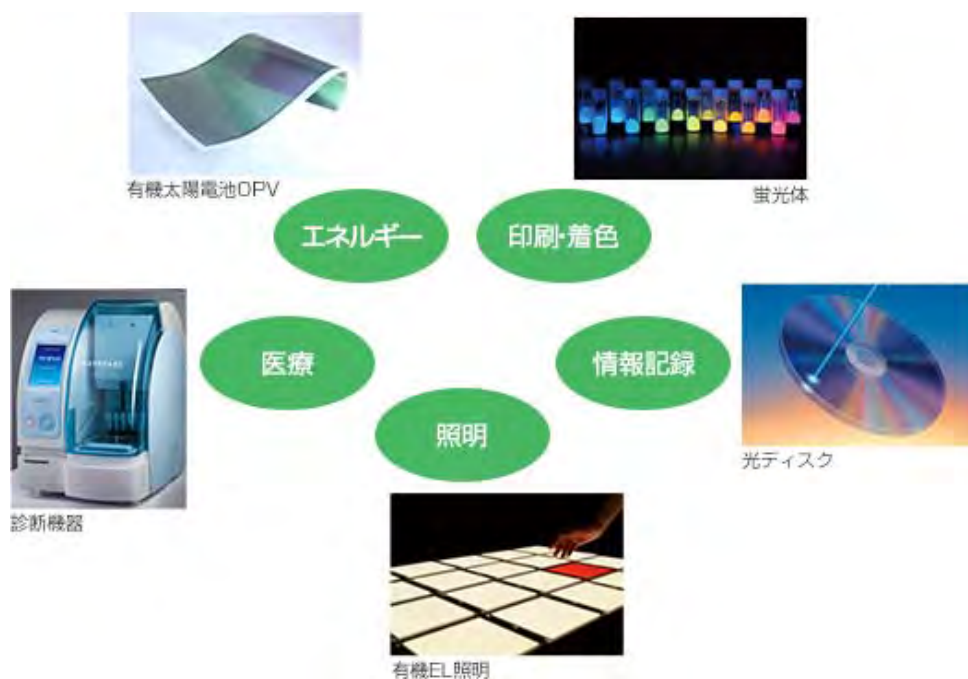 有機太陽電池OPV
蛍光体
エネルギー
印刷・着色
医療
情報記録
照明
光ディスク
診断機器
有機EL照明